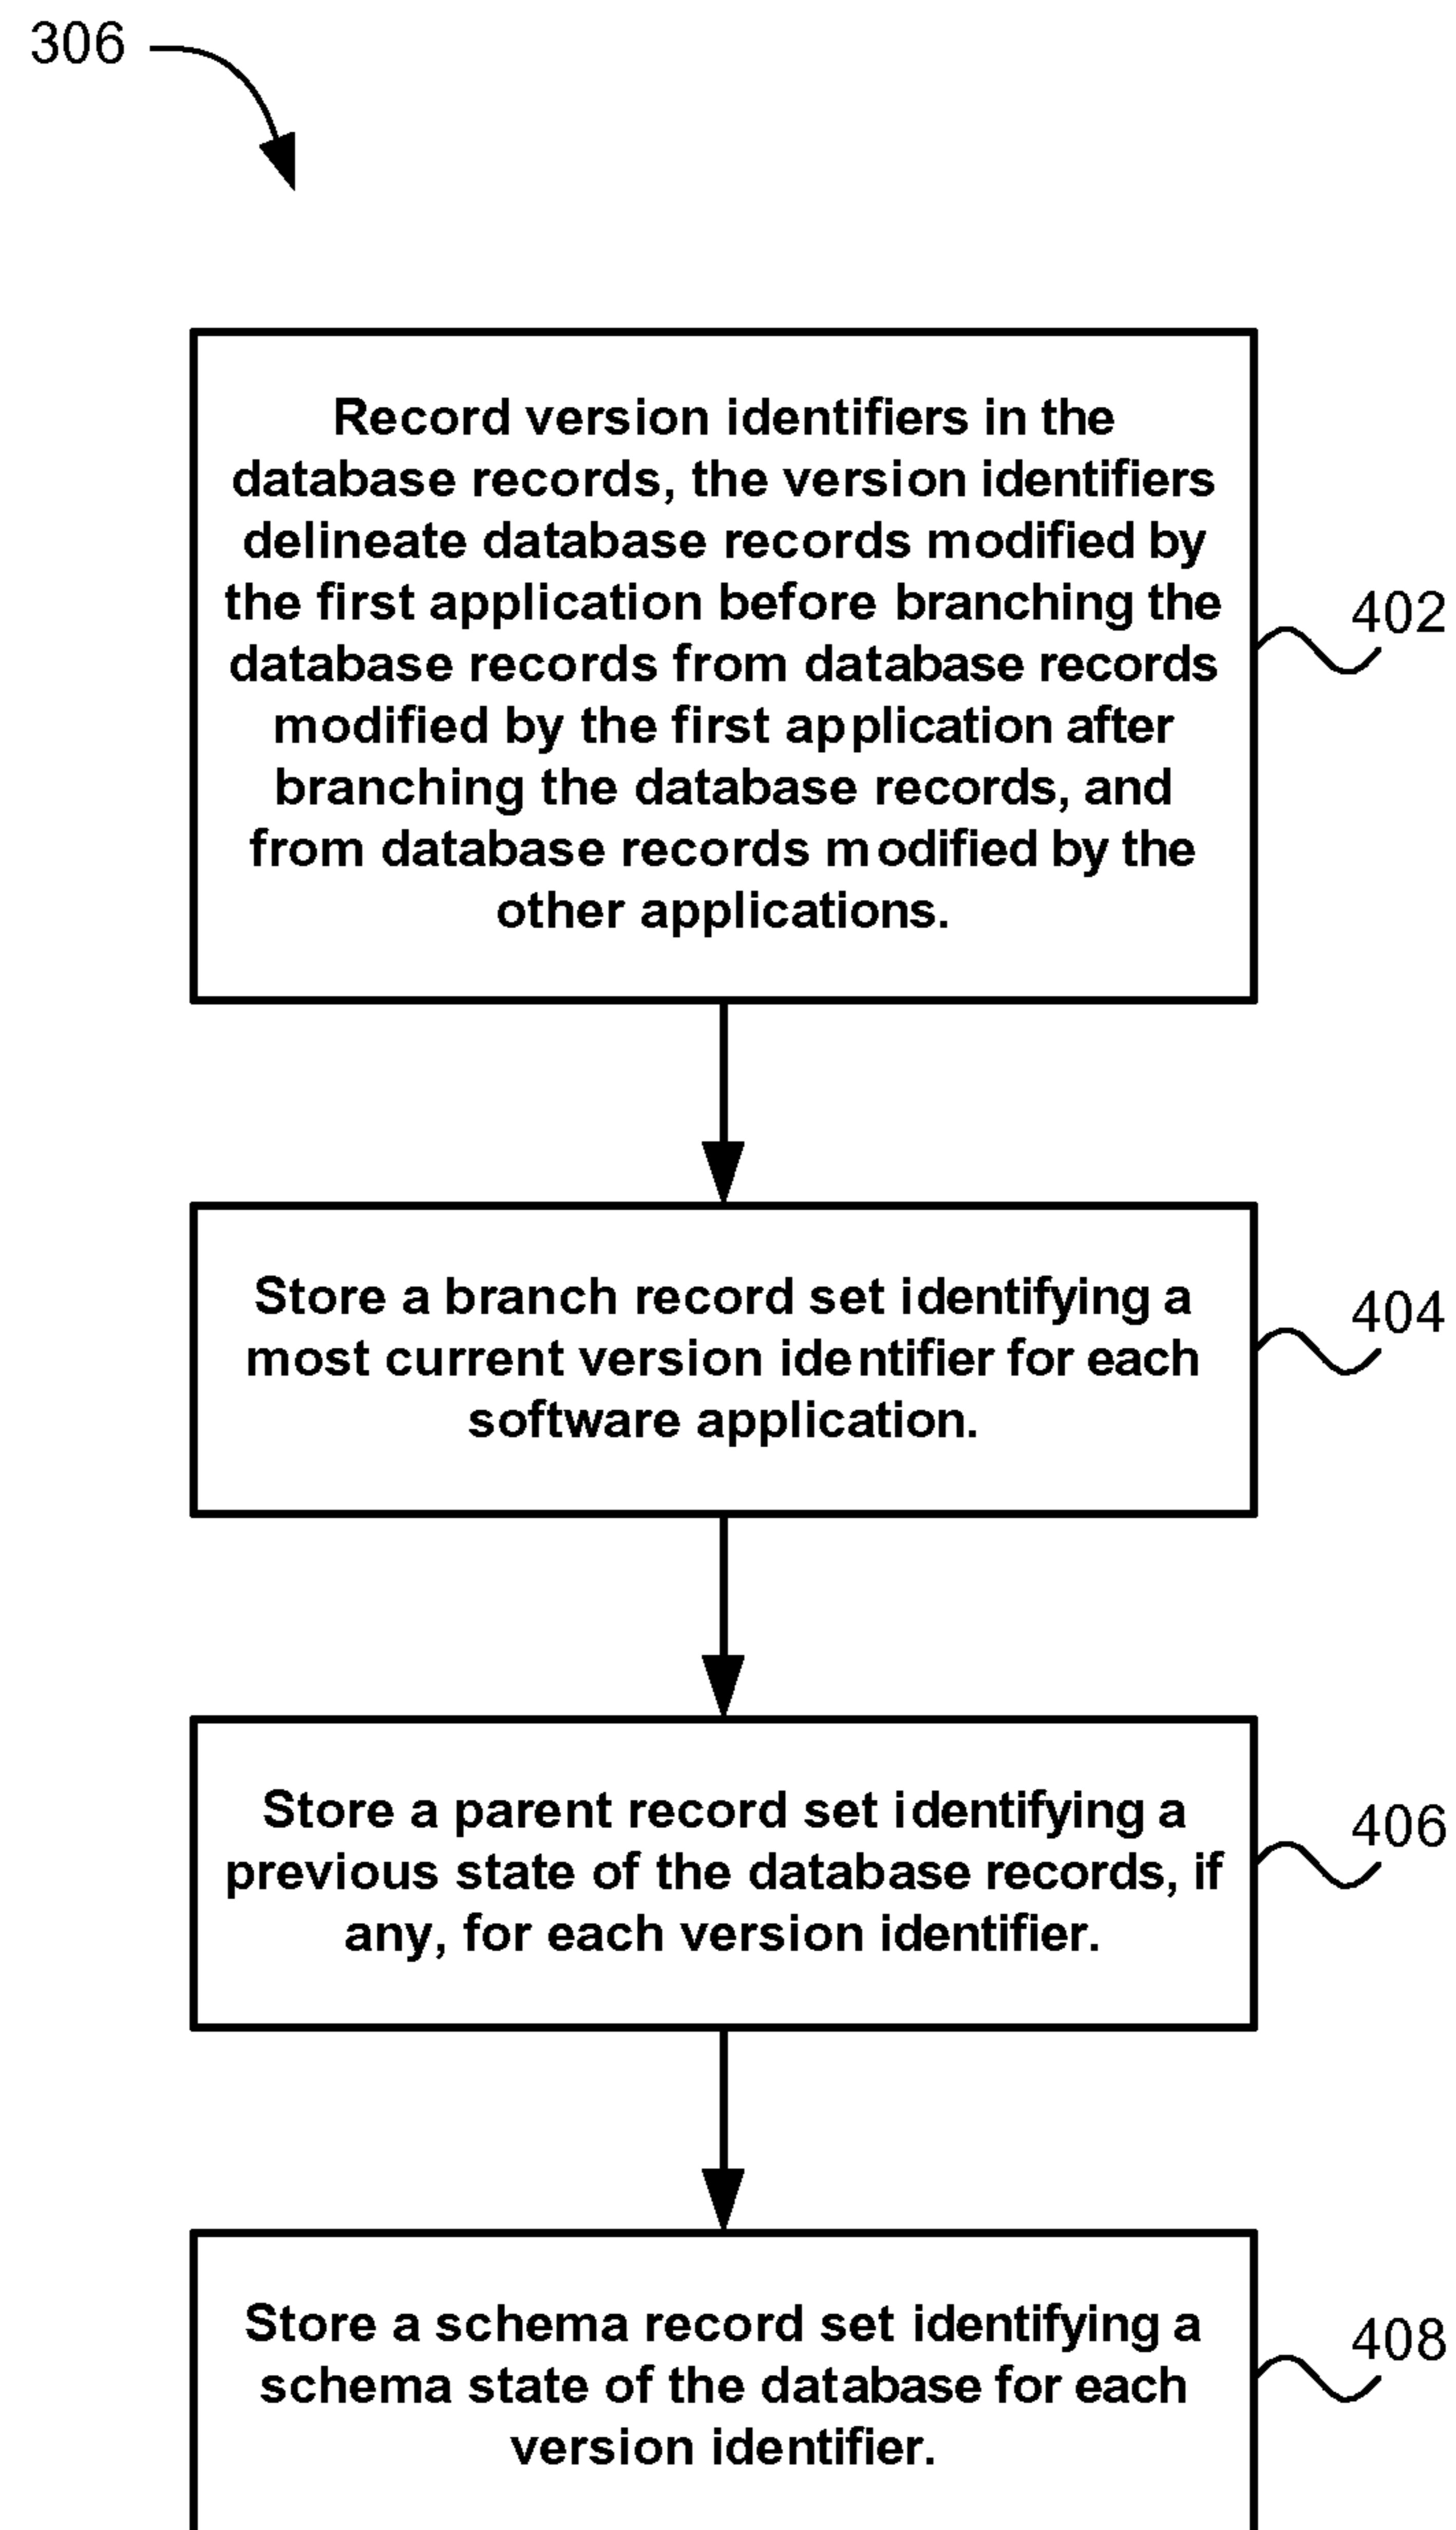 306
Record version identifiers in the
database records, the version identifiers
delineate database records modified by
the first application before branching the
database records from database records
modified by the first application after
branching the database records, and
from database records modified by the
other applications.
402
Store a branch record set identifying a
most current version identifier for each
software application.
404
Store a parent record set identifying a
previous state of the database records, if
any, for each version identifier.
406
Store a schema record set identifying a
schema state of the database for each
version identifier.
408